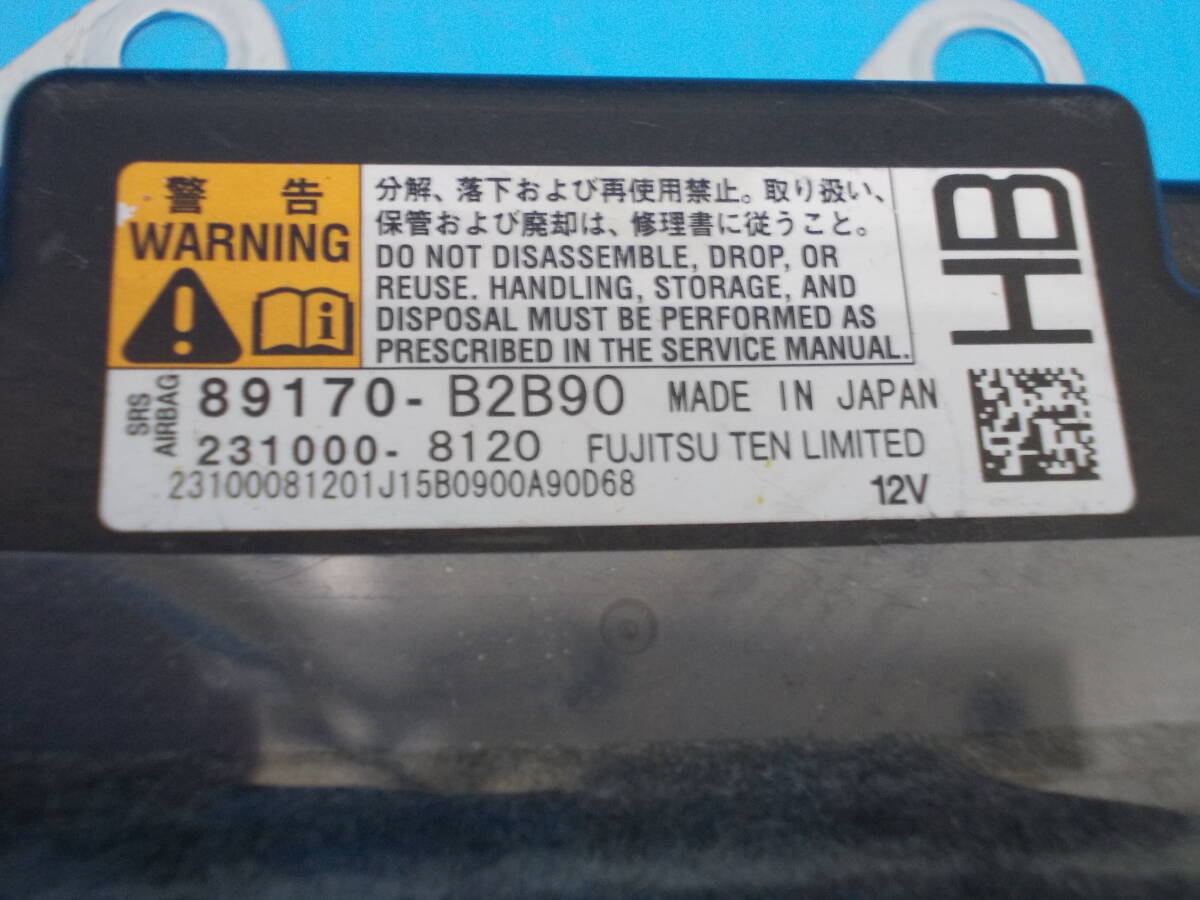 警 告
WARNING
分解、落下および再使用禁止。取り扱い、
保管および廃却は、修理書に従うこと。
DO NOT DISASSEMBLE, DROP, OR
REUSE. HANDLING, STORAGE, AND
DISPOSAL MUST BE PERFORMED AS
PRESCRIBED IN THE SERVICE MANUAL.
HB
SRS
AIRBAG
89170- B2B90 MADE IN JAPAN
231000- 8120 FUJITSU TEN LIMITED
23100081201J15B0900A90D68 12V